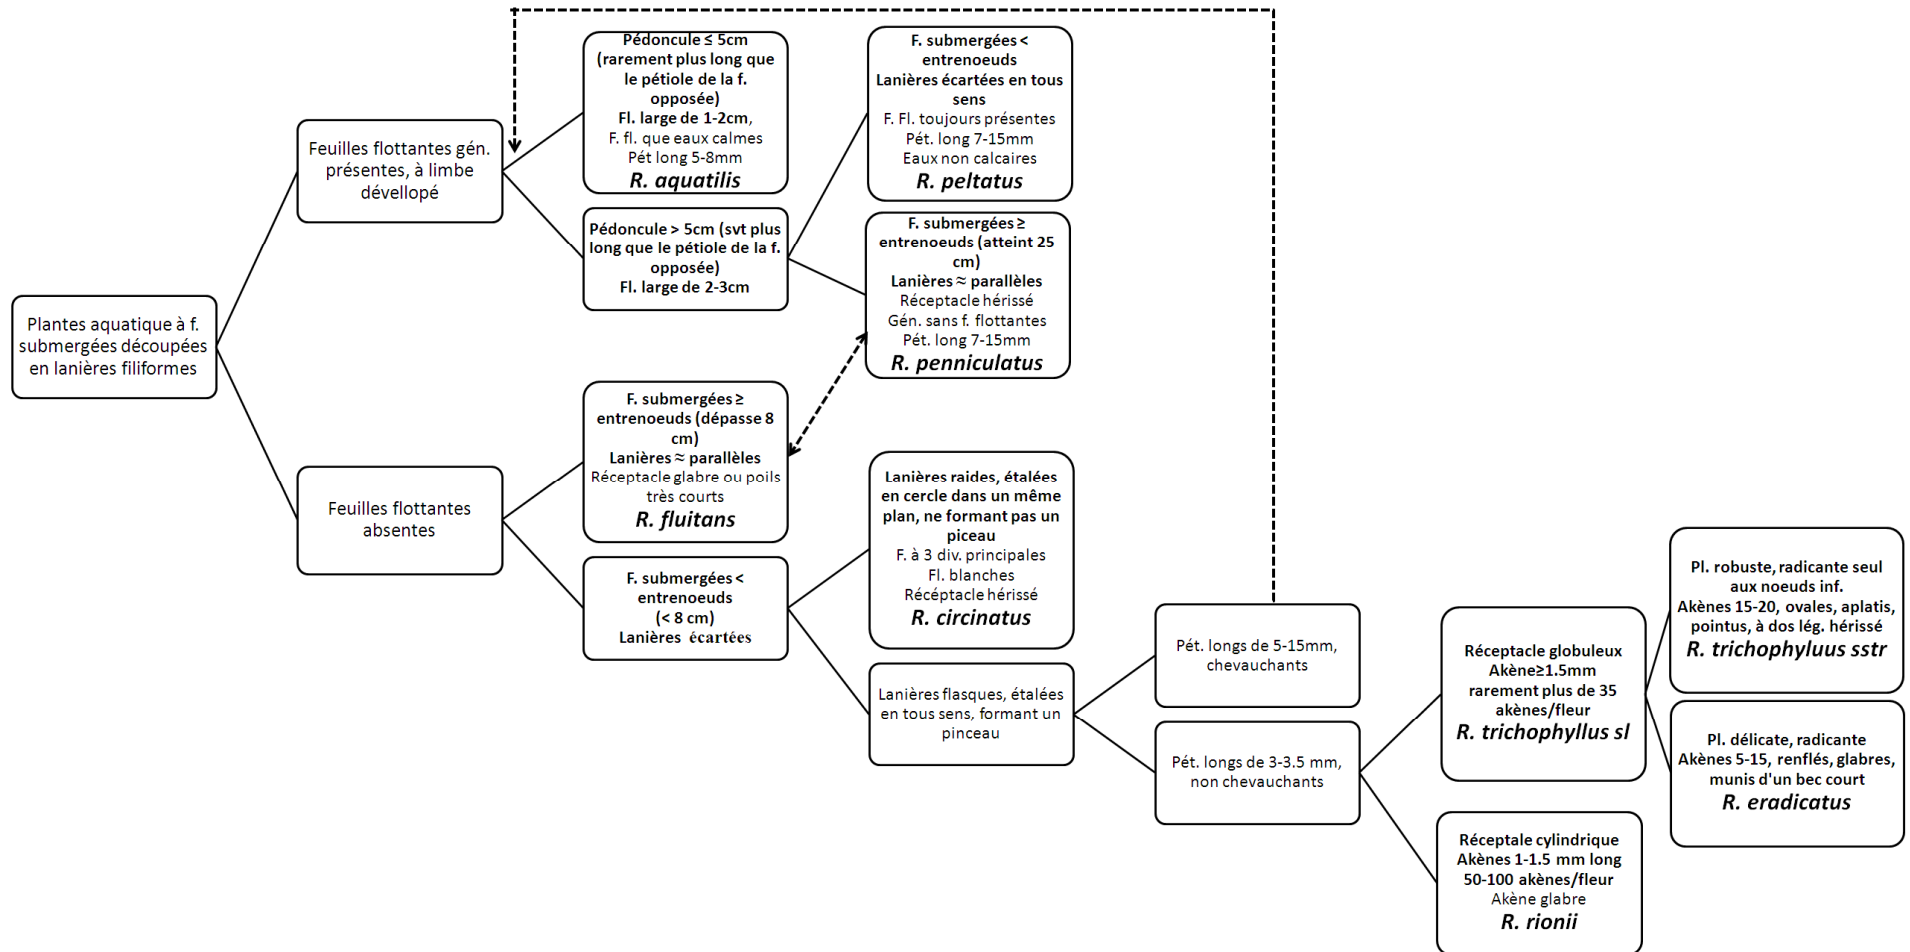 Plantes aquatique à f.
submergées découpées
en lanières filiformes
Feuilles flottantes gén.
présentes, à limbe
dévellopé
Feuilles flottantes
absentes
Pédoncule ≤ 5cm
(rarement plus long que
le pétiole de la f.
opposée)
Fl. large de 1-2cm,
F. fl. que eaux calmes
Pét long 5-8mm
R. aquatilis
Pédoncule > 5cm (svt plus
long que le pétiole de la f.
opposée)
Fl. large de 2-3cm
F. submergées ≥
entrenoeuds (dépasse 8
cm)
Lanières ≈ parallèles
Réceptacle glabre ou poils
très courts
R. fluitans
F. submergées <
entrenoeuds
(< 8 cm)
Lanières écartées
F. submergées <
entrenoeuds
Lanières écartées en tous
sens
F. Fl. toujours présentes
Pét. long 7-15mm
Eaux non calcaires
R. peltatus
F. submergées ≥
entrenoeuds (atteint 25
cm)
Lanières ≈ parallèles
Réceptacle hérissé
Gén. sans f. flottantes
Pét. long 7-15mm
R. penniculatus
Lanières raides, étalées
en cercle dans un même
plan, ne formant pas un
piceau
F. à 3 div. principales
Fl. blanches
Récéptacle hérissé
R. circinatus
Lanières flasques, étalées
en tous sens, formant un
pinceau
Pét. longs de 5-15mm,
chevauchants
Pét. longs de 3-3.5 mm,
non chevauchants
Réceptacle globuleux
Akène≥1.5mm
rarement plus de 35
akènes/fleur
R. trichophyllus sl
Réceptale cylindrique
Akènes 1-1.5 mm long
50-100 akènes/fleur
Akène glabre
R. rionii
Pl. robuste, radicante seul
aux noeuds inf.
Akènes 15-20, ovales, aplatis,
pointus, à dos lég. hérissé
R. trichophyluus sstr
Pl. délicate, radicante
Akènes 5-15, renflés, glabres,
munis d'un bec court
R. eradicatus